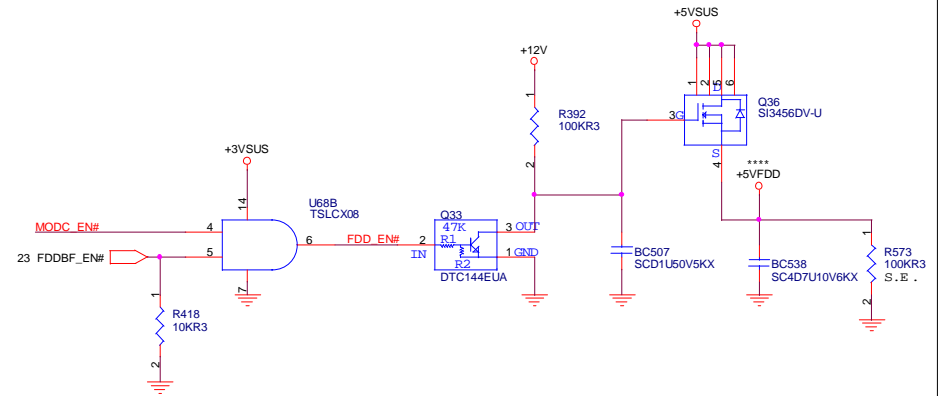 +5VSUS
+12V
1
2
5
D
6
Q36
SI3456DV-U
3
G
S
4
1
R392
100KR3
2
+3VSUS
14
****
+5VFDD
U68B
TSLCX08
MODC_EN#
4
6
FDD_EN#
23 FDDBF_EN#
5
7
Q33
47K
R1
R2
2
IN
3 OUT
1 GND
DTC144EUA
BC507
SCD1U50V5KX
BC538
SC4D7U10V6KX
1
R573
100KR3
S.E.
2
1
R418
10KR3
2